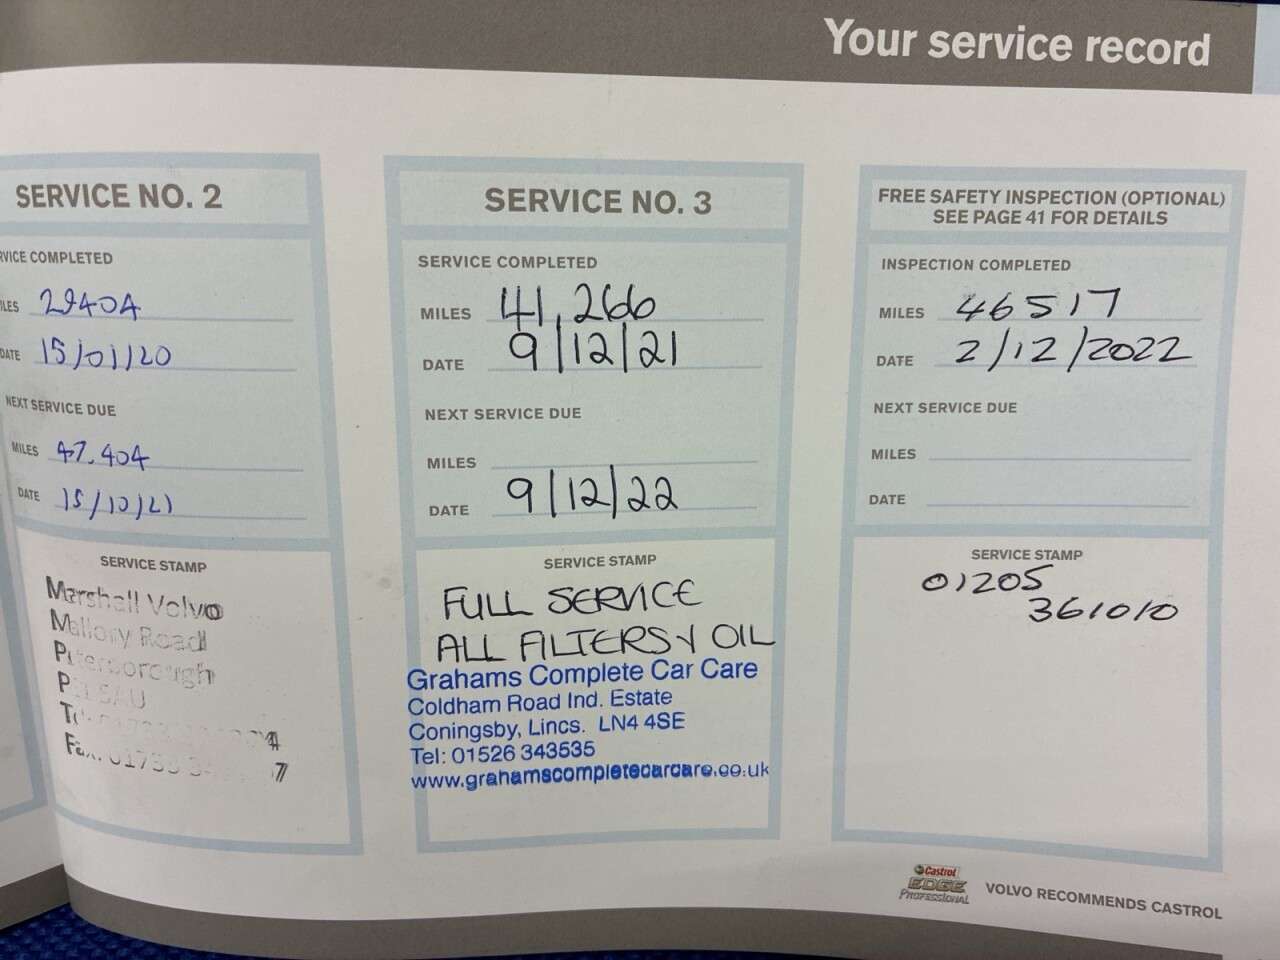 Your service record
SERVICE NO. 2
RVICE COMPLETED
ILES 29404
DATE 15/01/20
NEXT SERVICE DUE
MILES 47.404
DATE 15/10/21
SERVICE STAMP
Marshall Volvo
Mallory Road
Peterborough
SERVICE NO. 3
SERVICE COMPLETED
MILES 41,266
DATE 9/12/21
NEXT SERVICE DUE
MILES
DATE 9/12/22
SERVICE STAMP
FULL SERVICE
ALL FILTERS Y OIL
Grahams Complete Car Care
Coldham Road Ind. Estate
Coningsby, Lincs. LN4 4SE
Tel: 01526 343535
www.grahamscompletecarcare.co.uk
FREE SAFETY INSPECTION (OPTIONAL)
SEE PAGE 41 FOR DETAILS
INSPECTION COMPLETED
MILES 46517
DATE 2/12/2022
NEXT SERVICE DUE
MILES
DATE
SERVICE STAMP
01205
361010
Castrol
EDGE
PROFESSIONAL
VOLVO RECOMMENDS CASTROL